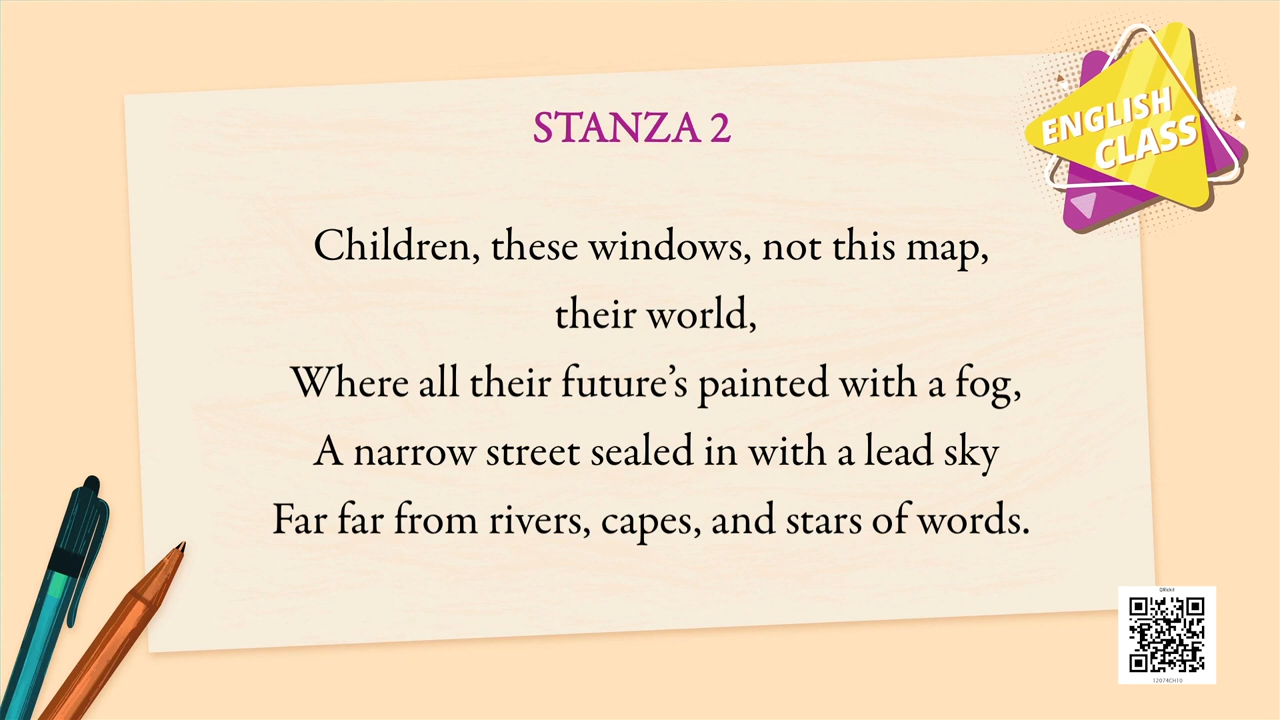 ENGLISH
CLASS
STANZA 2
Children, these windows, not this map,
their world,
Where all their future’s painted with a fog,
A narrow street sealed in with a lead sky
Far far from rivers, capes, and stars of words.
12074CH10